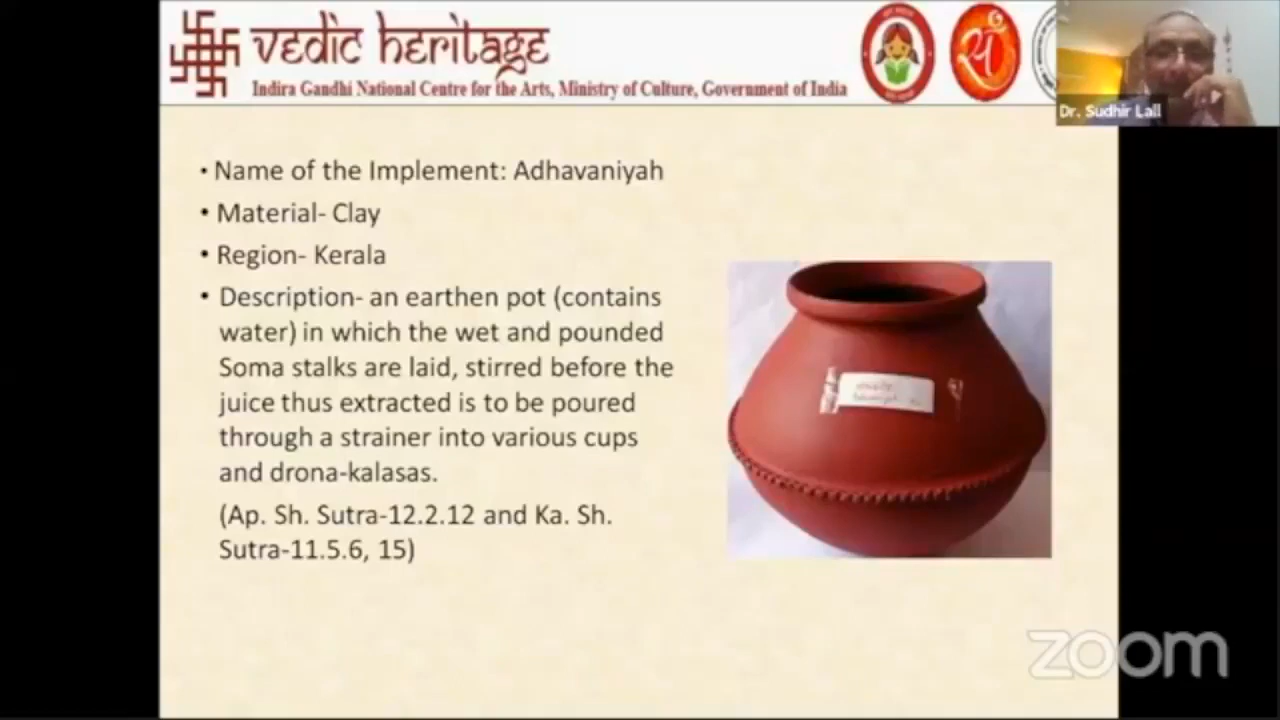 vedic heritage
Indira Gandhi National Centre for the Arts, Ministry of Culture, Government of India
Dr. Sudhir Lall
• Name of the Implement: Adhavaniyah
• Material- Clay
• Region- Kerala
• Description- an earthen pot (contains
water) in which the wet and pounded
Soma stalks are laid, stirred before the
juice thus extracted is to be poured
through a strainer into various cups
and drona-kalasas.
(Ap. Sh. Sutra-12.2.12 and Ka. Sh.
Sutra-11.5.6, 15)
zoom